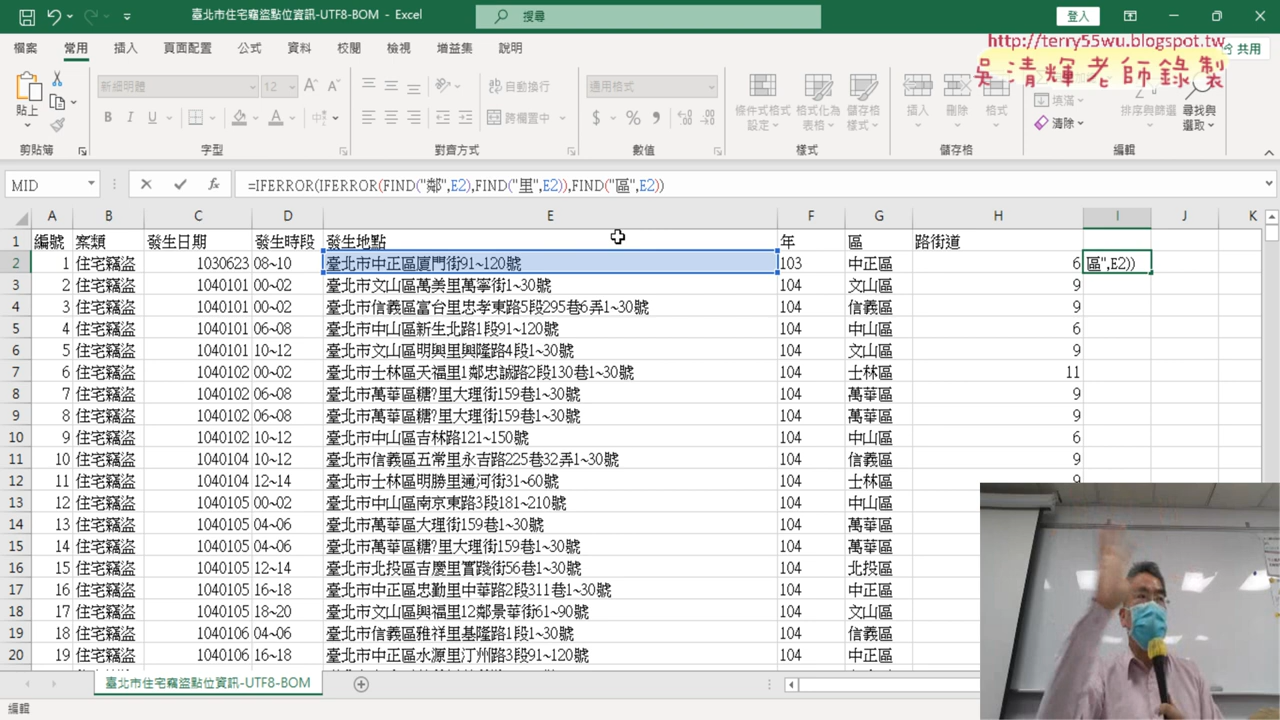 臺北市住宅竊盜點位資訊-UTF8-BOM - Excel
搜尋
登入
檔案 常用 插入 頁面配置 公式 資料 校閱 檢視 增益集 說明
共用
http://terry55wu.blogspot.tw
吳清輝老師錄製
貼上
新細明體 12
自動換行
跨欄置中
通用格式
條件式格式設定
格式化為表格
儲存格樣式
插入 刪除 格式
填滿
清除
排序與篩選
尋找與選取
剪貼簿 字型 對齊方式 數值 樣式 儲存格 編輯
MID
=IFERROR(IFERROR(FIND("鄰",E2),FIND("里",E2)),FIND("區",E2))
A B C D E F G H I J K
1 編號 案類 發生日期 發生時段 發生地點 年 區 路街道
2 1 住宅竊盜 1030623 08~10 臺北市中正區廈門街91~120號 103 中正區 6 區",E2))
3 2 住宅竊盜 1040101 00~02 臺北市文山區萬美里萬寧街1~30號 104 文山區 9
4 3 住宅竊盜 1040101 00~02 臺北市信義區富台里忠孝東路5段295巷6弄1~30號 104 信義區 9
5 4 住宅竊盜 1040101 06~08 臺北市中山區新生北路1段91~120號 104 中山區 6
6 5 住宅竊盜 1040101 10~12 臺北市文山區明興里興隆路4段1~30號 104 文山區 9
7 6 住宅竊盜 1040102 00~02 臺北市士林區天福里1鄰忠誠路2段130巷1~30號 104 士林區 11
8 7 住宅竊盜 1040102 06~08 臺北市萬華區糖?里大理街159巷1~30號 104 萬華區 9
9 8 住宅竊盜 1040102 06~08 臺北市萬華區糖?里大理街159巷1~30號 104 萬華區 9
10 9 住宅竊盜 1040102 10~12 臺北市中山區吉林路121~150號 104 中山區 6
11 10 住宅竊盜 1040104 10~12 臺北市信義區五常里永吉路225巷32弄1~30號 104 信義區 9
12 11 住宅竊盜 1040104 12~14 臺北市士林區明勝里通河街31~60號 104 士林區 9
13 12 住宅竊盜 1040105 00~02 臺北市中山區南京東路3段181~210號 104 中山區
14 13 住宅竊盜 1040105 04~06 臺北市萬華區大理街159巷1~30號 104 萬華區
15 14 住宅竊盜 1040105 04~06 臺北市萬華區糖?里大理街159巷1~30號 104 萬華區
16 15 住宅竊盜 1040105 12~14 臺北市北投區吉慶里實踐街56巷1~30號 104 北投區
17 16 住宅竊盜 1040105 16~18 臺北市中正區忠勤里中華路2段311巷1~30號 104 中正區
18 17 住宅竊盜 1040105 18~20 臺北市文山區興福里12鄰景華街61~90號 104 文山區
19 18 住宅竊盜 1040106 04~06 臺北市信義區雅祥里基隆路1段1~30號 104 信義區
20 19 住宅竊盜 1040106 16~18 臺北市中正區水源里汀州路3段91~120號 104 中正區
臺北市住宅竊盜點位資訊-UTF8-BOM
編輯